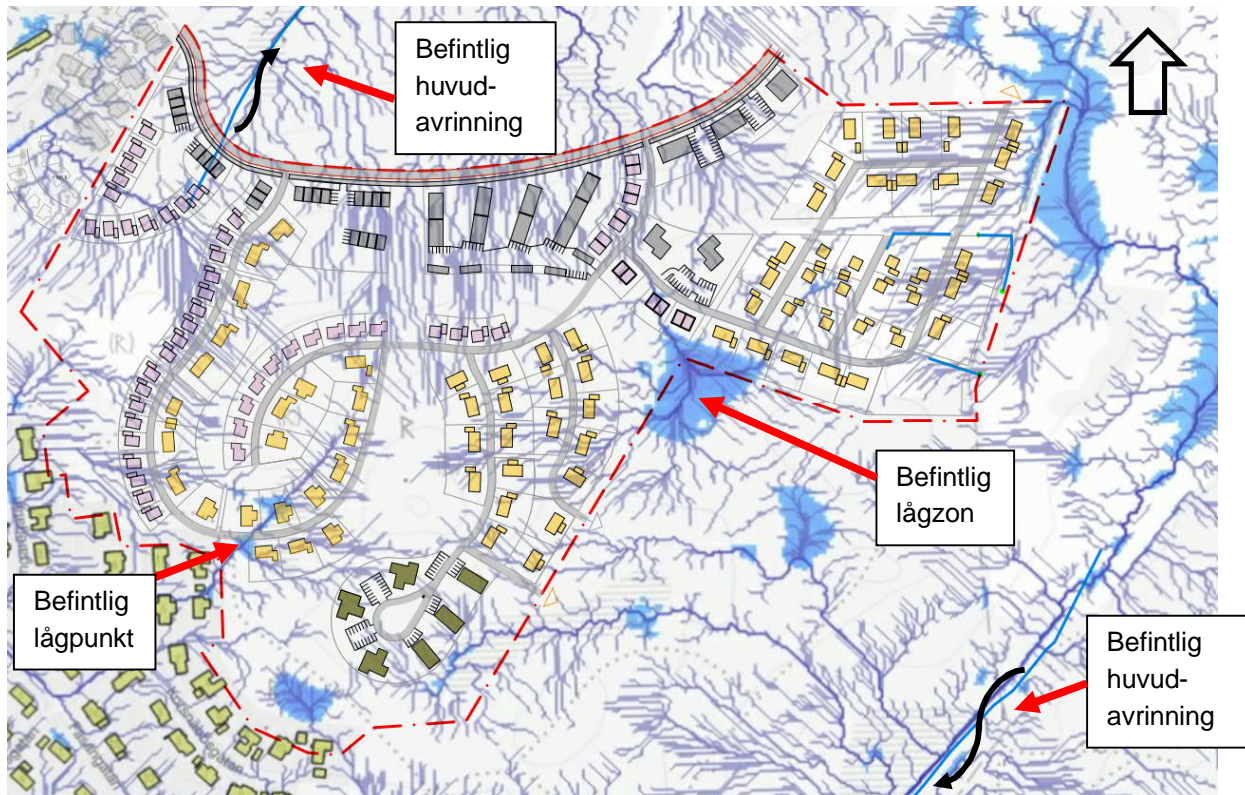 Befintlig
huvud-
avrinning
(R)
R
Befintlig
lågzon
Befintlig
lågpunkt
Befintlig
huvud-
avrinning